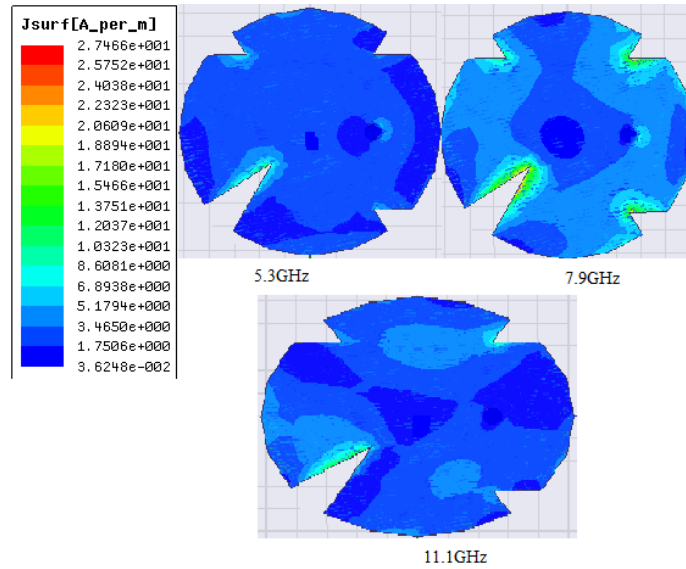 Jsurf[A_per_m]
2.7466e+001
2.5752e+001
2.4038e+001
2.2323e+001
2.0609e+001
1.8894e+001
1.7180e+001
1.5466e+001
1.3751e+001
1.2037e+001
1.0323e+001
8.6081e+000
6.8938e+000
5.1794e+000
3.4650e+000
1.7506e+000
3.6248e-002
5.3GHz
7.9GHz
11.1GHz